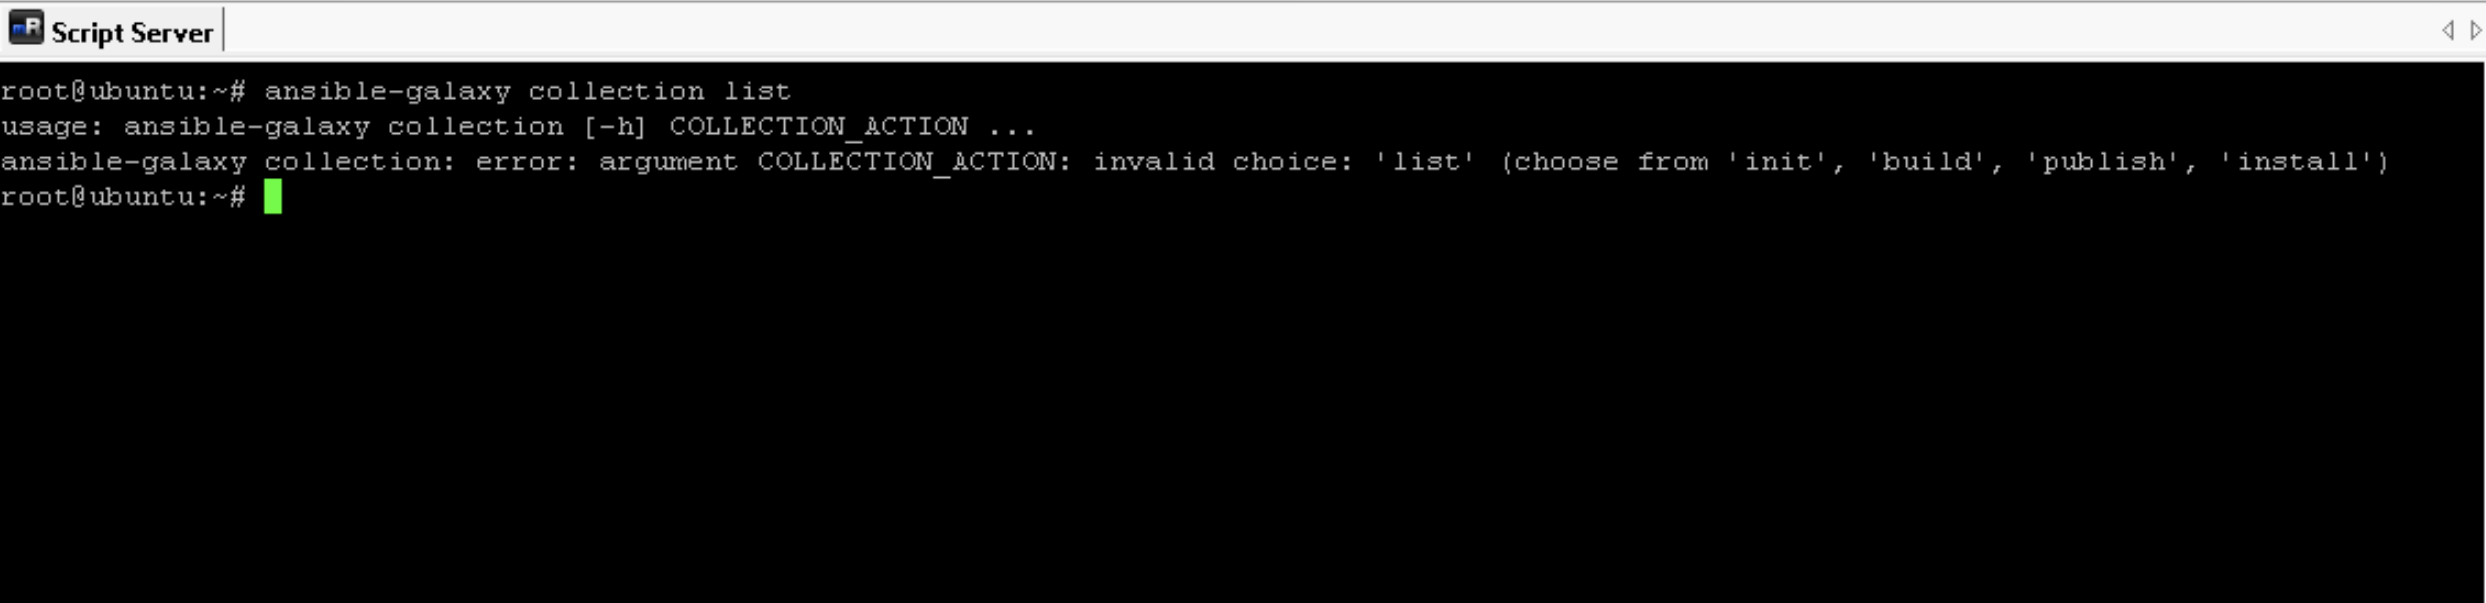 mR Script Server
root@ubuntu:~# ansible-galaxy collection list
usage: ansible-galaxy collection [-h] COLLECTION_ACTION ...
ansible-galaxy collection: error: argument COLLECTION_ACTION: invalid choice: 'list' (choose from 'init', 'build', 'publish', 'install')
root@ubuntu:~#